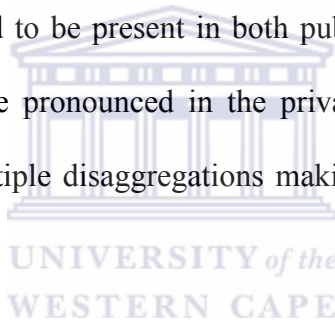 d to be present in both pub
e pronounced in the priva
tiple disaggregations maki
UNIVERSITY of the
WESTERN CAPE